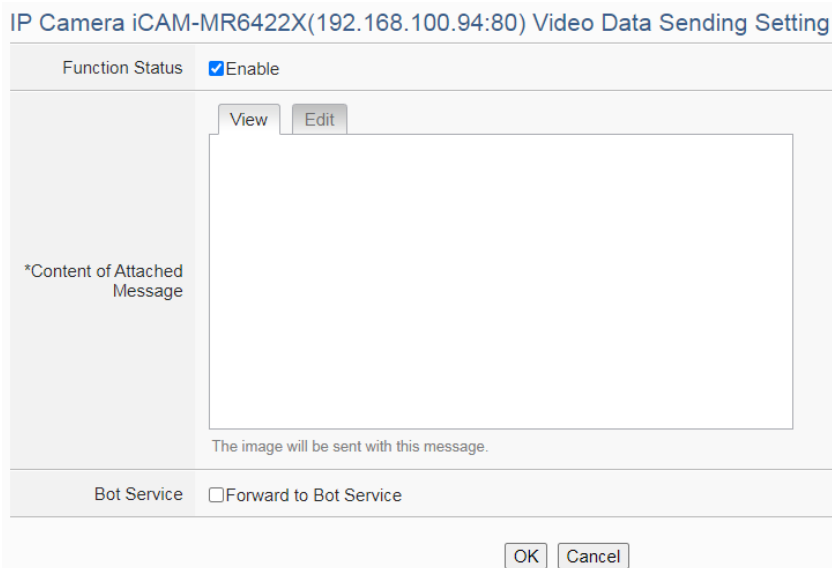 IP Camera iCAM-MR6422X(192.168.100.94:80) Video Data Sending Setting
Function Status
Enable
View
Edit
*Content of Attached
Message
The image will be sent with this message.
Bot Service
Forward to Bot Service
OK
Cancel